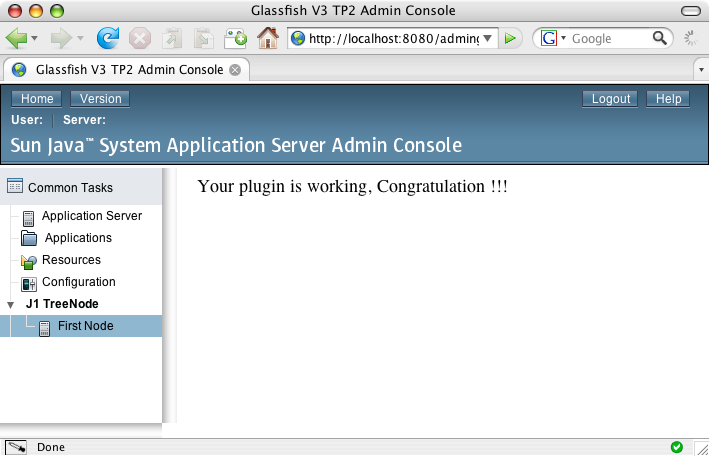 Glassfish V3 TP2 Admin Console
http://localhost:8080/adming
Google
Glassfish V3 TP2 Admin Console
Home Version Logout Help
User: Server:
Sun Java™ System Application Server Admin Console
Common Tasks
Your plugin is working, Congratulation !!!
Application Server
Applications
Resources
Configuration
J1 TreeNode
First Node
Done